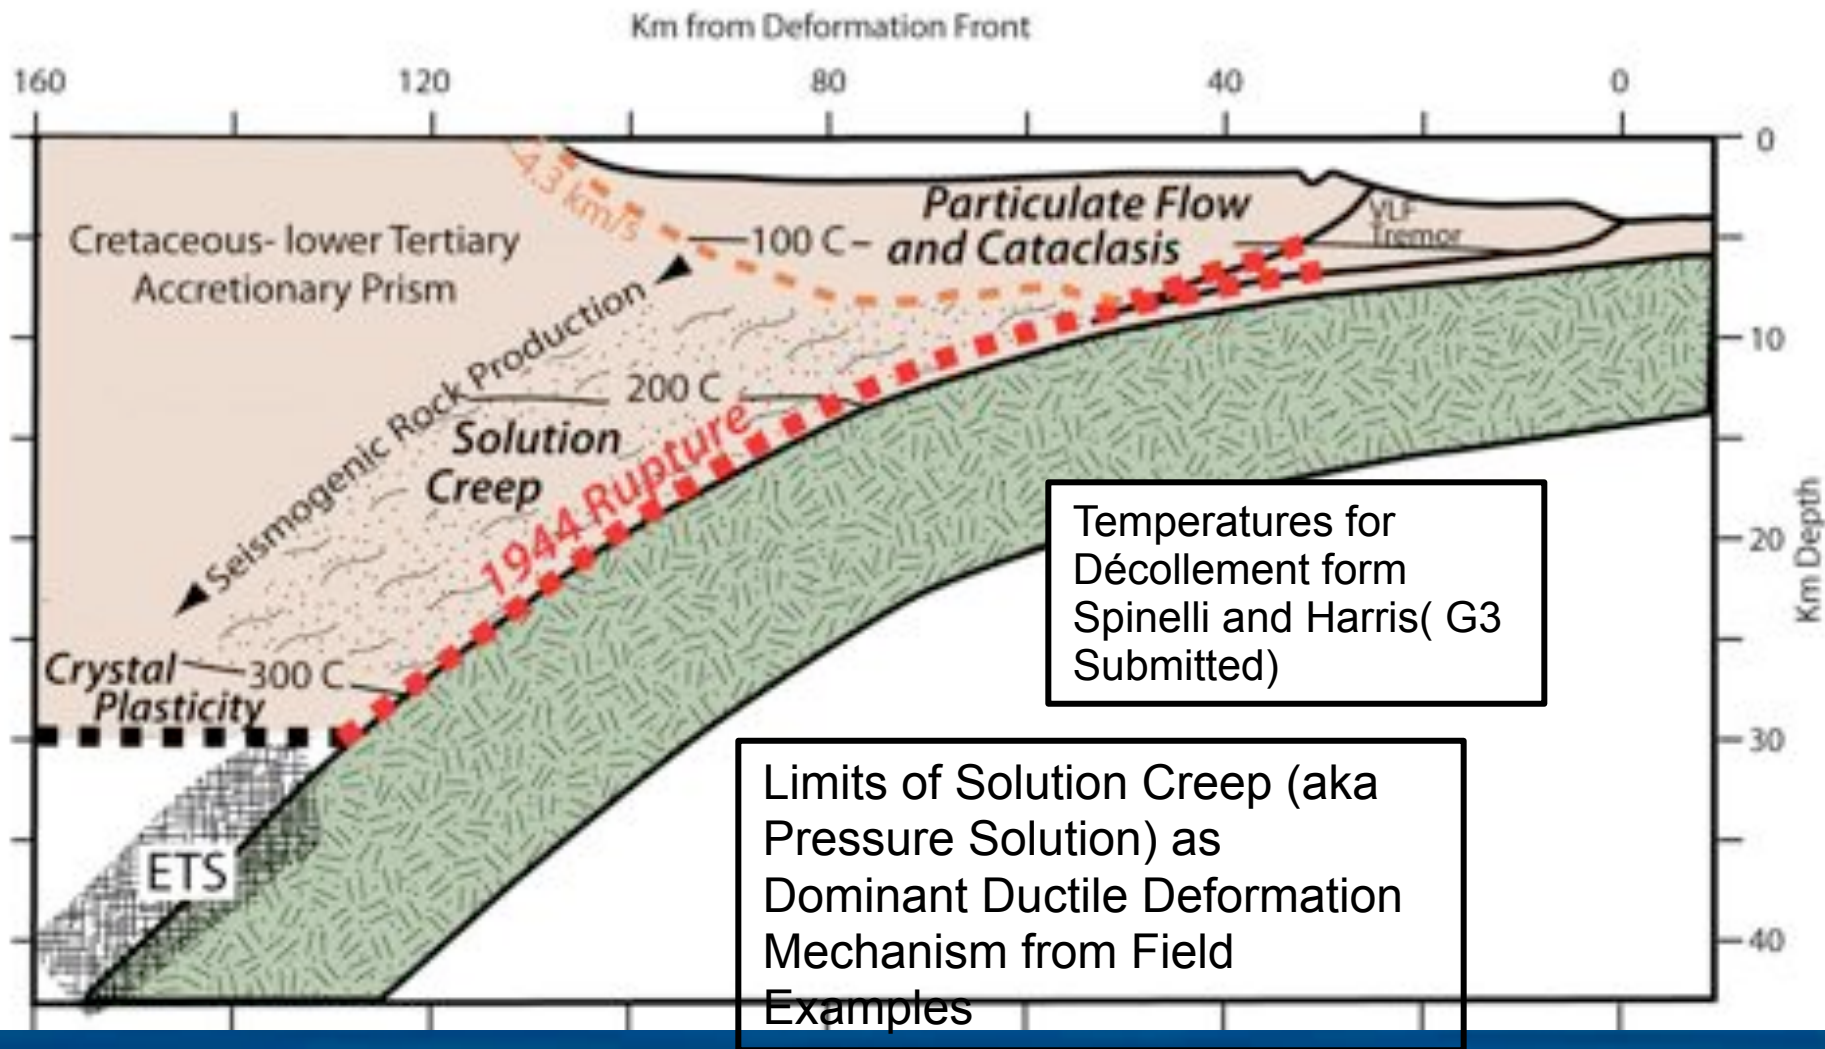 Km from Deformation Front
160 120 80 40 0
0
4.3 km/s
Particulate Flow
and Cataclasis
VLF
Tremor
100 C
Cretaceous- lower Tertiary
Accretionary Prism
Seismogenic Rock Production
10
200 C
Solution
Creep
1944 Rupture
20
Km Depth
Temperatures for
Décollement form
Spinelli and Harris( G3
Submitted)
Crystal
Plasticity
300 C
30
ETS
40
Limits of Solution Creep (aka
Pressure Solution) as
Dominant Ductile Deformation
Mechanism from Field
Examples